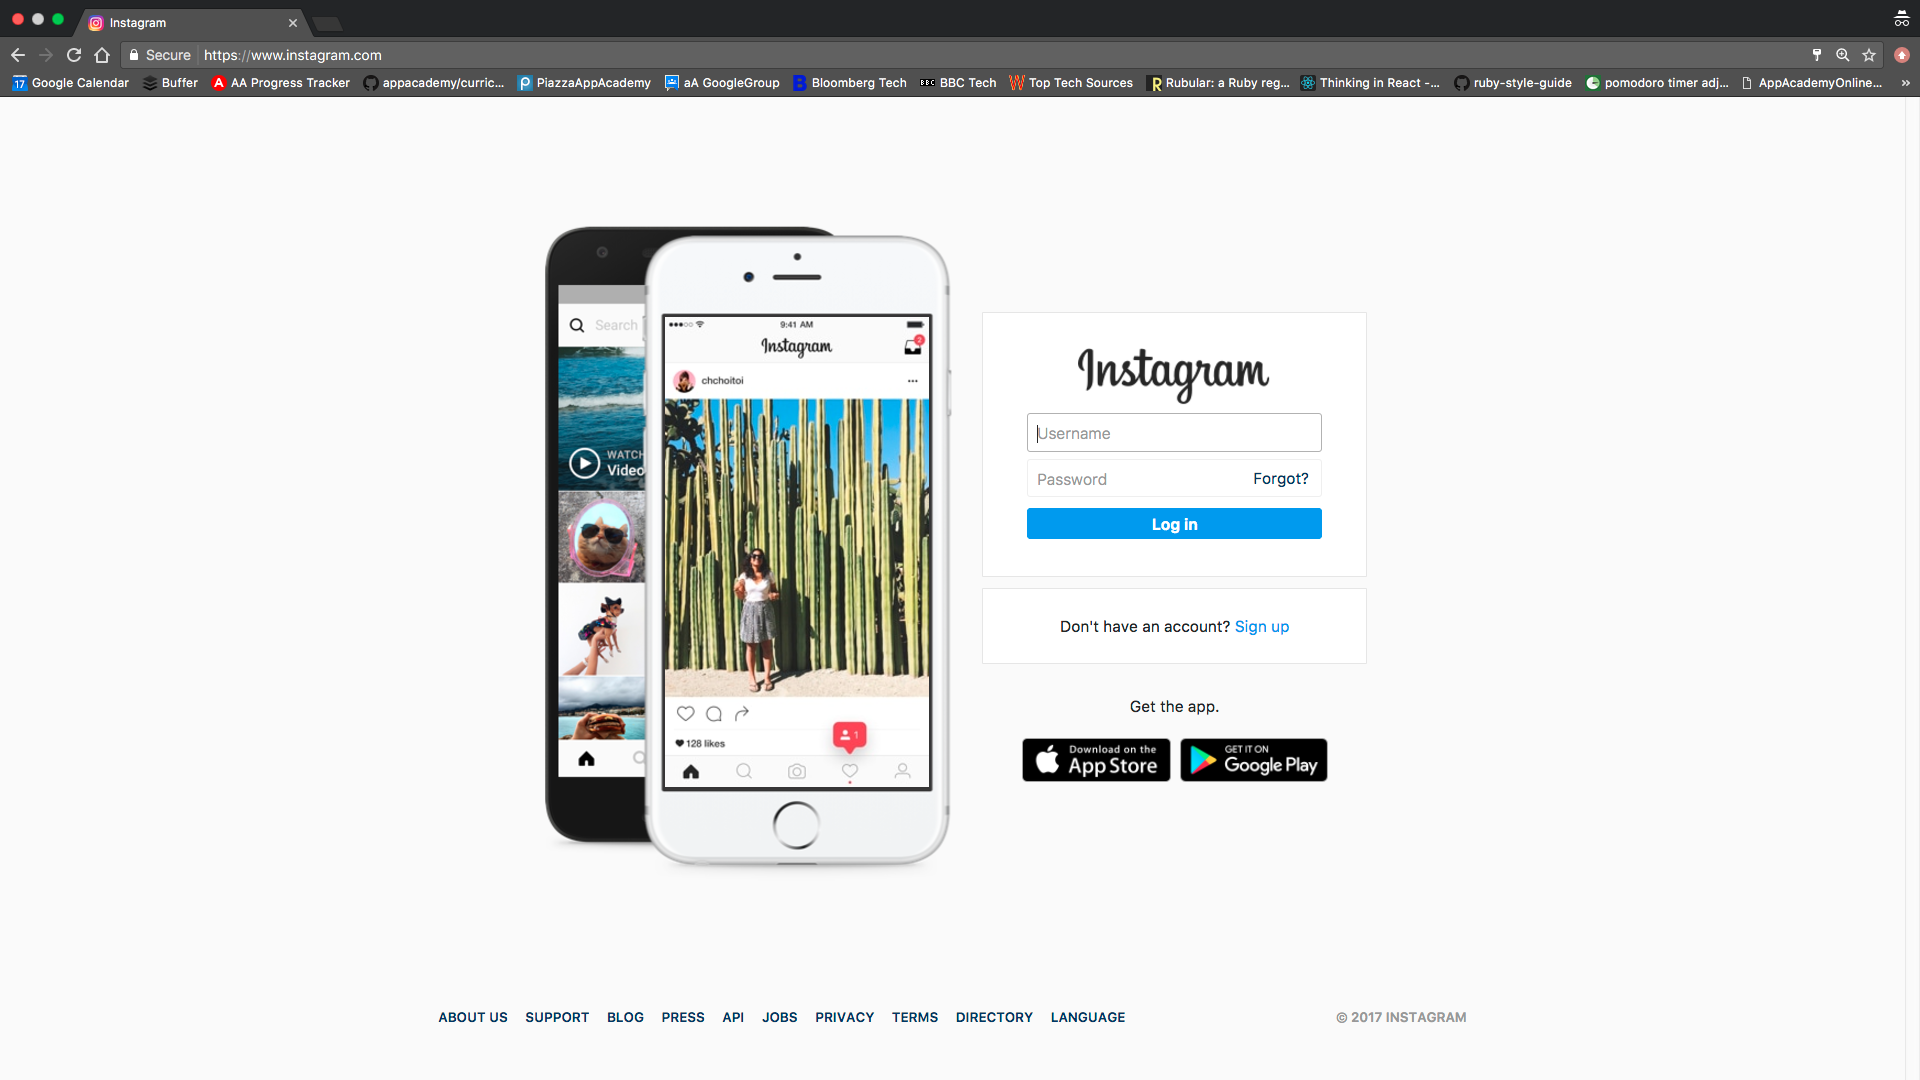 Instagram
Secure https://www.instagram.com
17 Google Calendar Buffer A AA Progress Tracker appacademy/curric... P PiazzaAppAcademy aA GoogleGroup B Bloomberg Tech BBC BBC Tech W Top Tech Sources R Rubular: a Ruby reg... Thinking in React -... ruby-style-guide pomodoro timer adj... AppAcademyOnline... »
Search
WATCH
Video
9:41 AM
Instagram
2
chchoitoi
1
128 likes
Instagram
Username
Password Forgot?
Log in
Don't have an account? Sign up
Get the app.
Download on the
App Store
GET IT ON
Google Play
ABOUT US SUPPORT BLOG PRESS API JOBS PRIVACY TERMS DIRECTORY LANGUAGE © 2017 INSTAGRAM